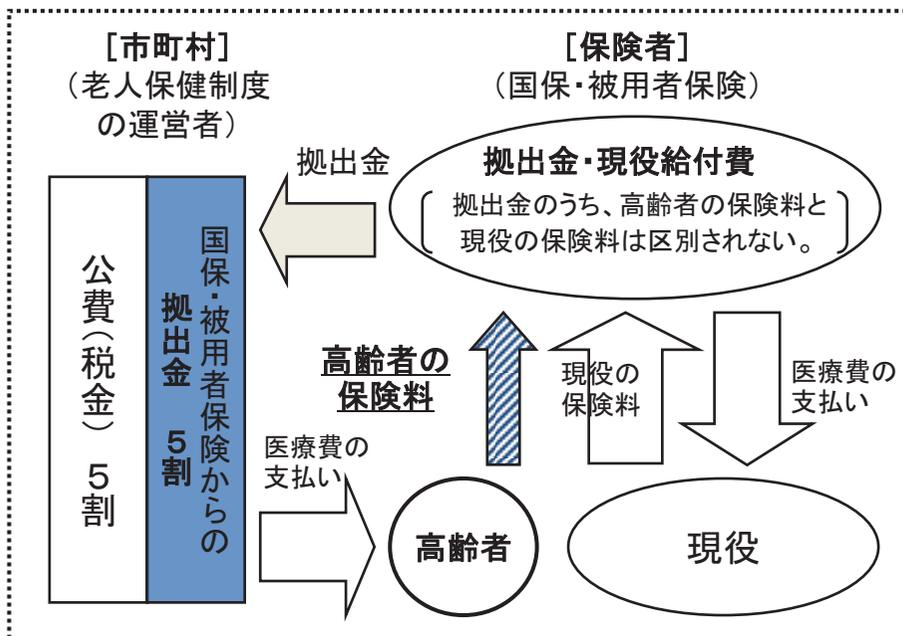 ［市町村］
（老人保健制度
の運営者）
［保険者］
（国保・被用者保険）
拠出金
拠出金・現役給付費
拠出金のうち、高齢者の保険料と
現役の保険料は区別されない。
公費（税金）　５割
国保・被用者保険からの
拠出金　５割
高齢者の
保険料
現役の
保険料
医療費の
支払い
医療費の
支払い
高齢者
現役